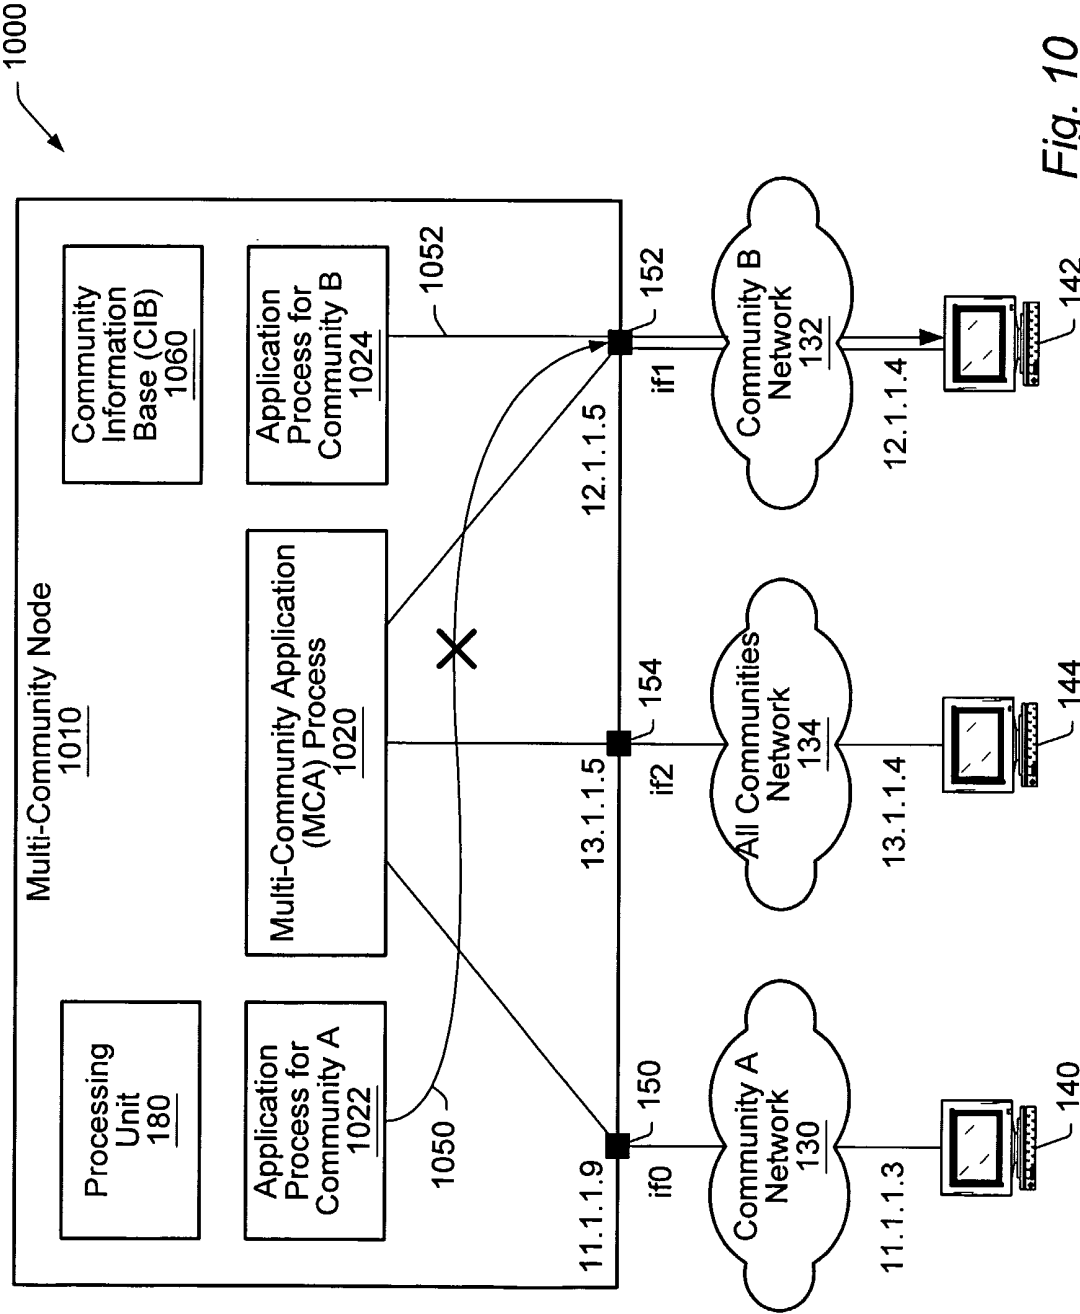 1000
Multi-Community Node
1010
Processing
Unit
180
Community
Information
Base (CIB)
1060
Application
Process for
Community A
1022
Multi-Community Application
(MCA) Process
1020
Application
Process for
Community B
1024
1050
1052
11.1.1.9
150
13.1.1.5
154
12.1.1.5
152
if0
if2
if1
Community A
Network
130
All Communities
Network
134
Community B
Network
132
11.1.1.3
13.1.1.4
12.1.1.4
140
144
142
Fig. 10